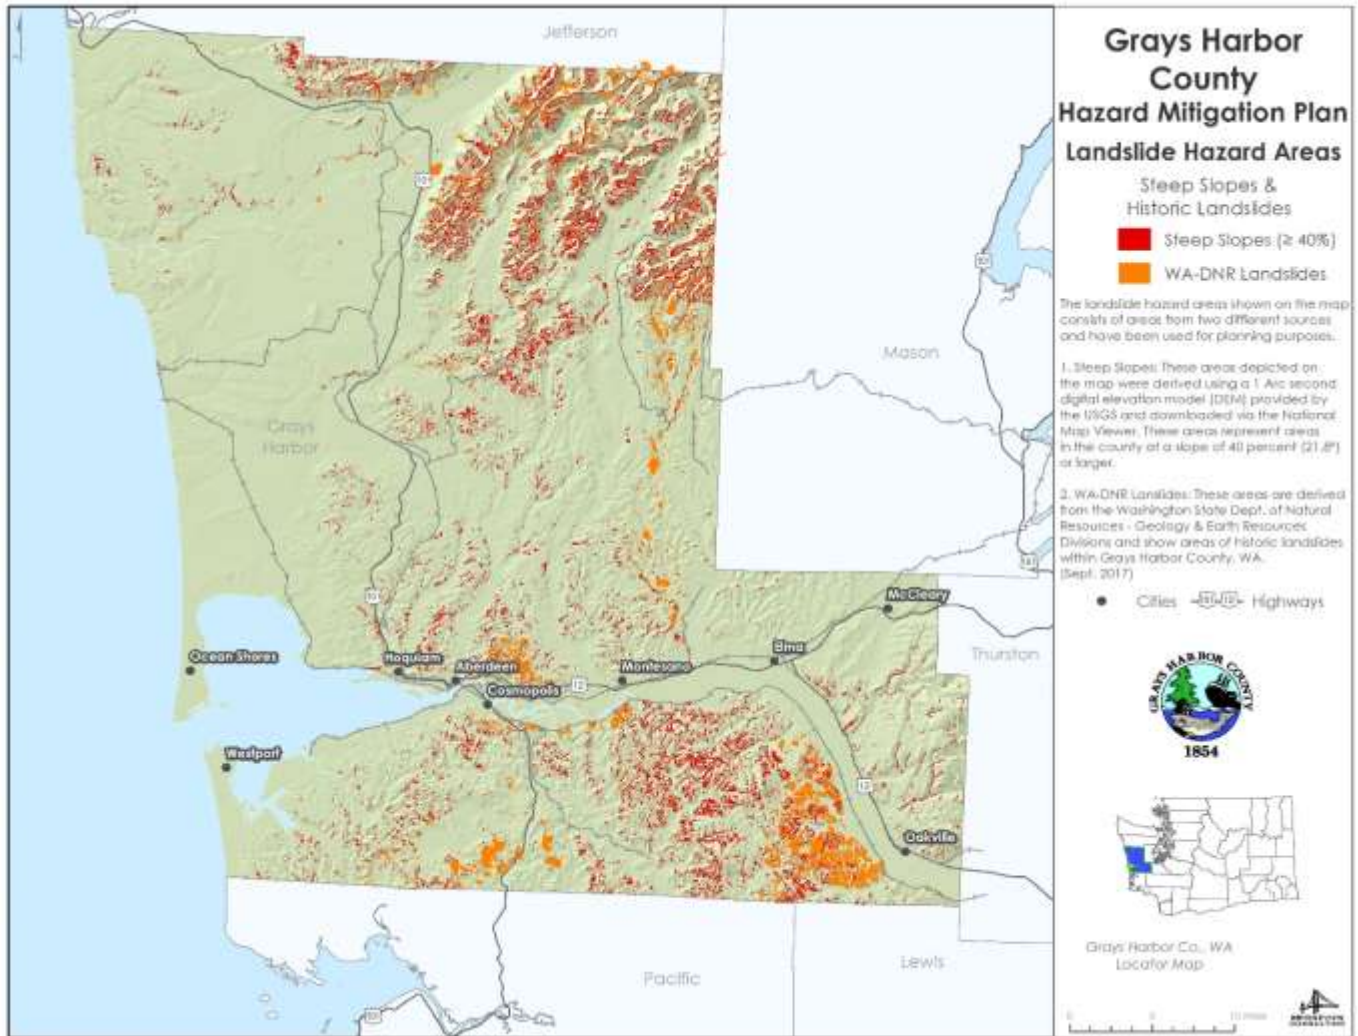 Jefferson
Mason
Grays
Harbor
Thurston
Pacific
Lewis
101
101
101
101
12
12
Ocean Shores
Hoquiam
Aberdeen
Cosmopolis
Montesano
Elma
McCleary
Westport
Oakville
Grays Harbor
County
Hazard Mitigation Plan
Landslide Hazard Areas
Steep Slopes &
Historic Landslides
Steep Slopes (≥ 40%)
WA-DNR Landslides
The landslide hazard areas shown on the map
consists of areas from two different sources
and have been used for planning purposes.
1. Steep Slopes: These areas depicted on
the map were derived using a 1 Arc second
digital elevation model (DEM) provided by
the USGS and downloaded via the National
Map Viewer. These areas represent areas
in the county at a slope of 40 percent (21.8º)
or larger.
2. WA-DNR Lanslides: These areas are derived
from the Washington State Dept. of Natural
Resources - Geology & Earth Resources
Divisions and show areas of historic landslides
within Grays Harbor County, WA.
(Sept. 2017)
Cities
Highways
GRAYS HARBOR COUNTY
1854
Grays Harbor Co., WA
Locator Map